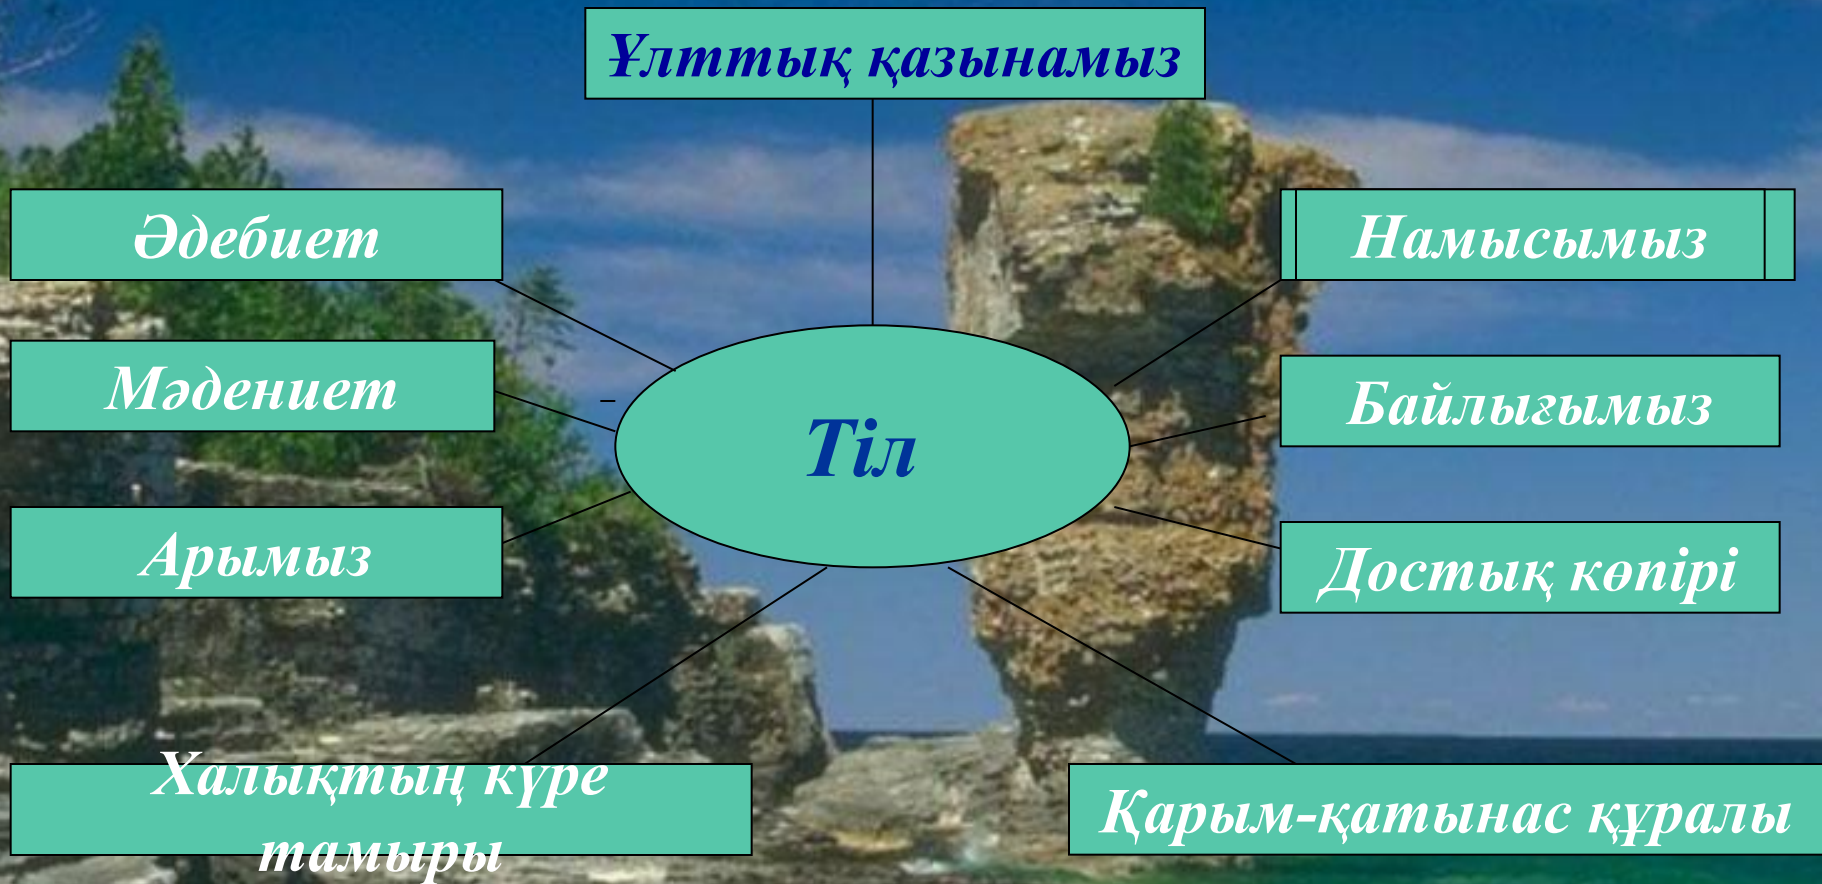 Ұлттық қазынамыз
Әдебиет
Намысымыз
Мәдениет
Байлығымыз
Тіл
Арымыз
Достық көпірі
Халықтың күре
тамыры
Қарым-қатынас құралы